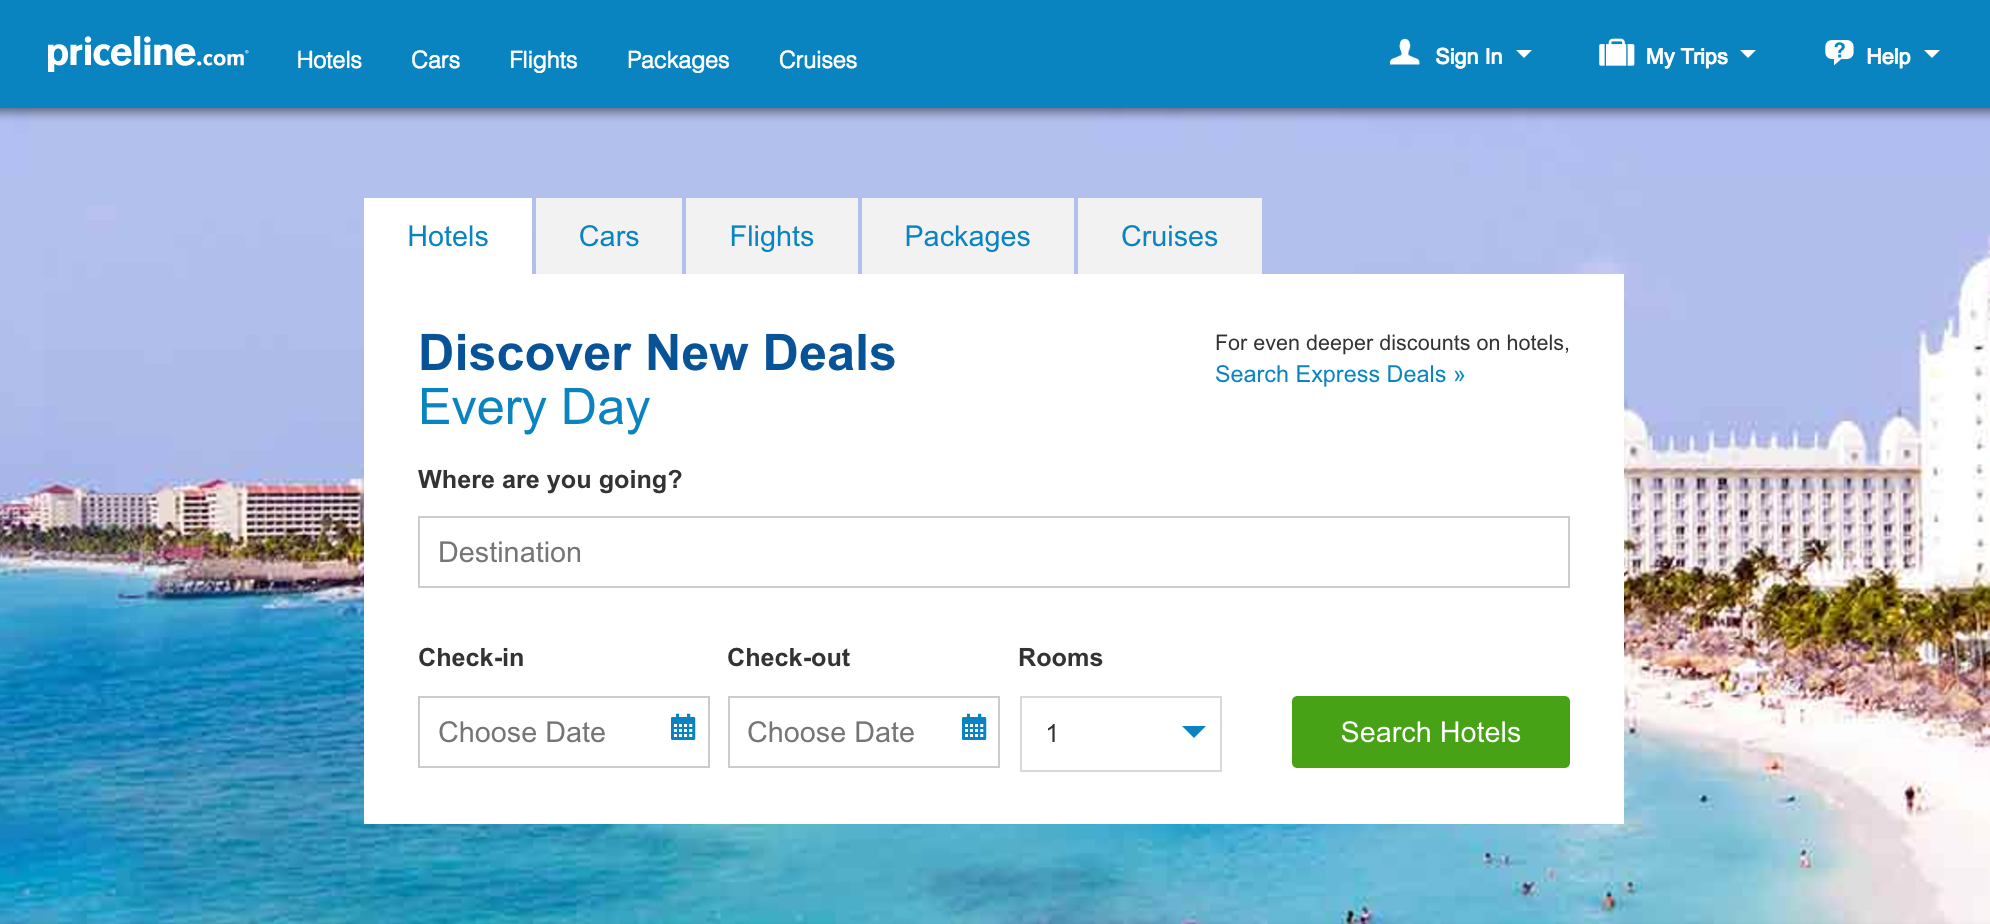 priceline.com
Hotels Cars Flights Packages Cruises
Sign In My Trips Help
Hotels Cars Flights Packages Cruises
Discover New Deals
Every Day
For even deeper discounts on hotels,
Search Express Deals »
Where are you going?
Destination
Check-in Check-out Rooms
Choose Date Choose Date 1 Search Hotels